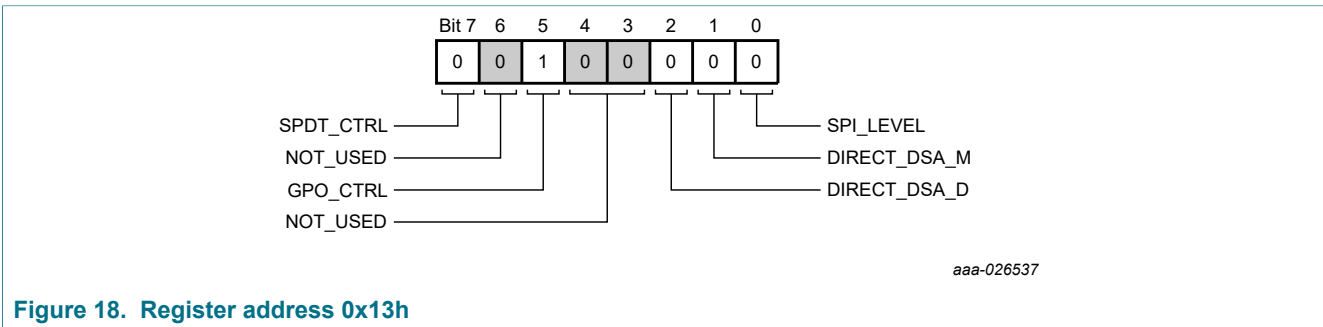 Bit 7 6 5 4 3 2 1 0
0 0 1 0 0 0 0 0
SPDT_CTRL SPI_LEVEL
NOT_USED DIRECT_DSA_M
GPO_CTRL DIRECT_DSA_D
NOT_USED
aaa-026537
Figure 18. Register address 0x13h